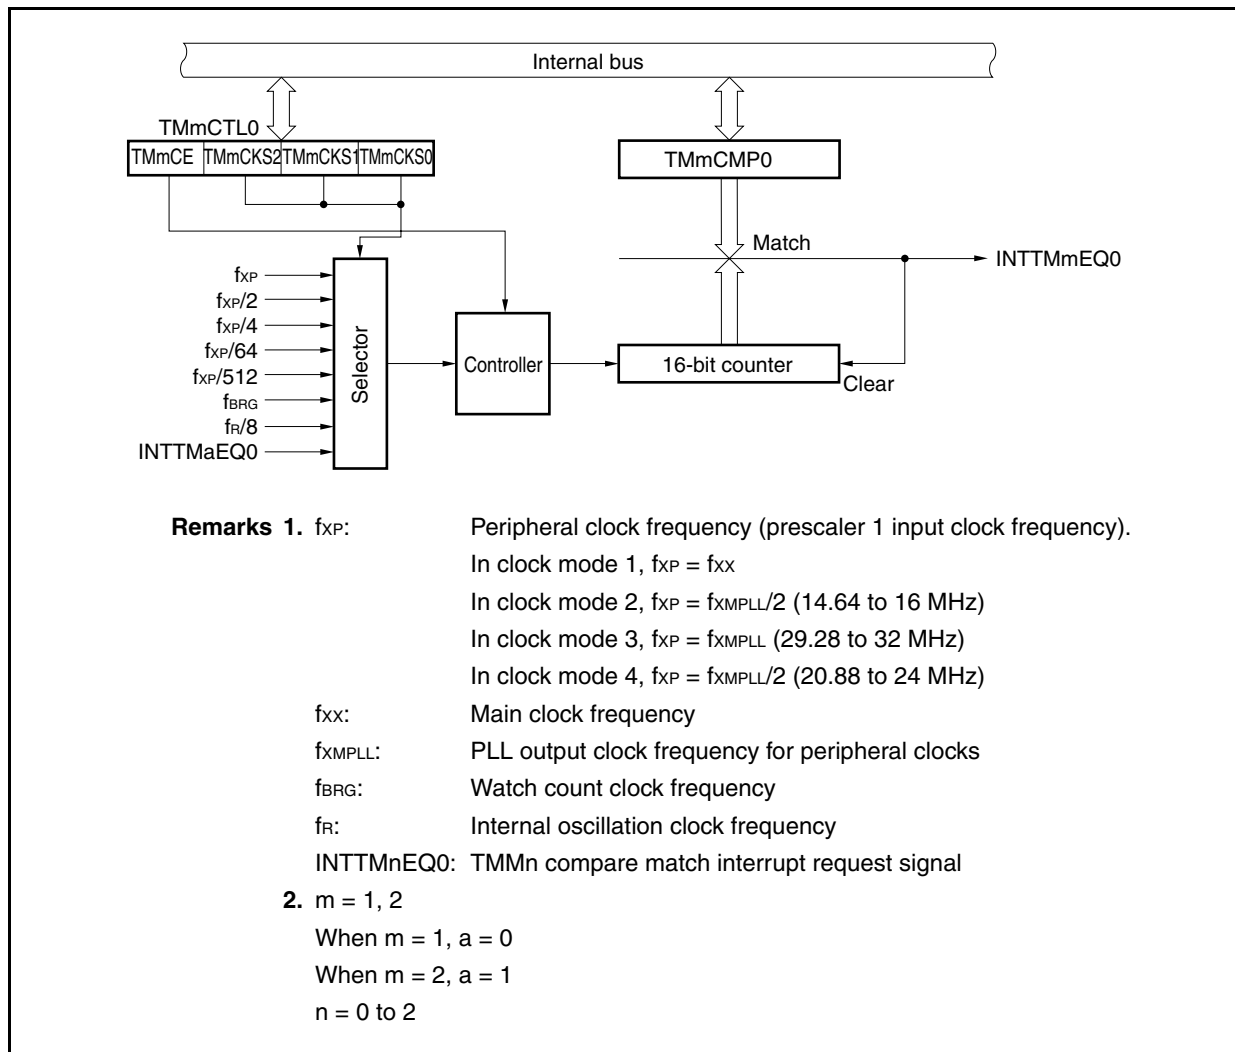 Internal bus
TMmCTL0
TMmCE TMmCKS2 TMmCKS1 TMmCKS0
TMmCMP0
Match
INTTMmEQ0
fXP
fXP/2
fXP/4
fXP/64
fXP/512
fBRG
fR/8
INTTMaEQ0
Selector
Controller
16-bit counter
Clear
Remarks 1. fXP: Peripheral clock frequency (prescaler 1 input clock frequency).
In clock mode 1, fXP = fXX
In clock mode 2, fXP = fXMPLL/2 (14.64 to 16 MHz)
In clock mode 3, fXP = fXMPLL (29.28 to 32 MHz)
In clock mode 4, fXP = fXMPLL/2 (20.88 to 24 MHz)
fXX: Main clock frequency
fXMPLL: PLL output clock frequency for peripheral clocks
fBRG: Watch count clock frequency
fR: Internal oscillation clock frequency
INTTMnEQ0: TMMn compare match interrupt request signal
2. m = 1, 2
When m = 1, a = 0
When m = 2, a = 1
n = 0 to 2